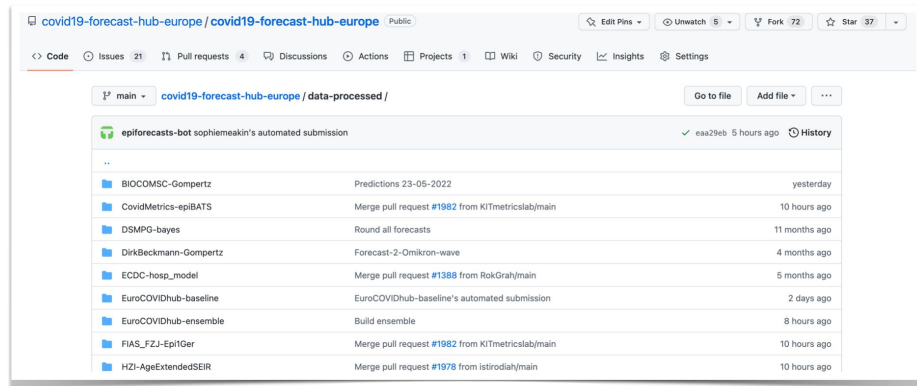 covid19-forecast-hub-europe / covid19-forecast-hub-europe Public Edit Pins Unwatch 5 Fork 72 Star 37
Code Issues 21 Pull requests 4 Discussions Actions Projects 1 Wiki Security Insights Settings
main covid19-forecast-hub-europe / data-processed / Go to file Add file ...
epiforecasts-bot sophiemeakin's automated submission eaa29eb 5 hours ago History
..
BIOCOMSC-Gompertz Predictions 23-05-2022 yesterday
CovidMetrics-epiBATS Merge pull request #1982 from KITmetricslab/main 10 hours ago
DSMPG-bayes Round all forecasts 11 months ago
DirkBeckmann-Gompertz Forecast-2-Omikron-wave 4 months ago
ECDC-hosp_model Merge pull request #1388 from RokGrah/main 5 months ago
EuroCOVIDhub-baseline EuroCOVIDhub-baseline's automated submission 2 days ago
EuroCOVIDhub-ensemble Build ensemble 8 hours ago
FIAS_FZJ-Epi1Ger Merge pull request #1982 from KITmetricslab/main 10 hours ago
HZI-AgeExtendedSEIR Merge pull request #1978 from istirodiah/main 10 hours ago